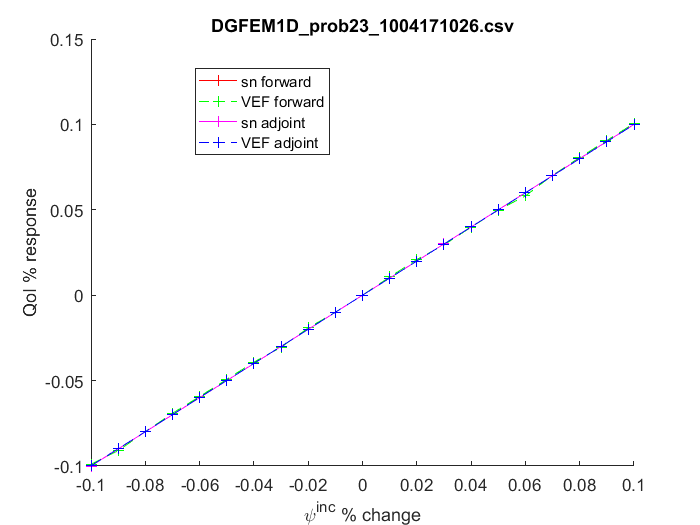 DGFEM1D_prob23_1004171026.csv
0.15
sn forward
VEF forward
sn adjoint
VEF adjoint
0.1
0.05
0
-0.05
-0.1
QoI % response
-0.1 -0.08 -0.06 -0.04 -0.02 0 0.02 0.04 0.06 0.08 0.1
ψ^inc % change